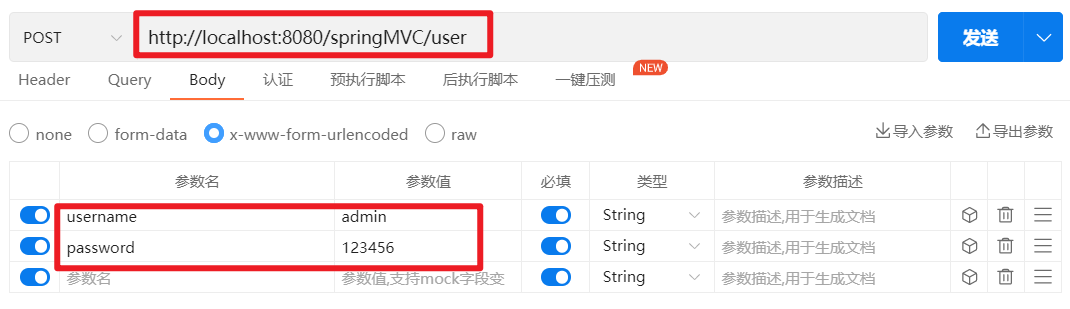 POST http://localhost:8080/springMVC/user 发送
Header Query Body 认证 预执行脚本 后执行脚本 一键压测 NEW
none form-data x-www-form-urlencoded raw 导入参数 导出参数
参数名 参数值 必填 类型 参数描述
username admin String 参数描述,用于生成文档
password 123456 String 参数描述,用于生成文档
参数名 参数值,支持mock字段变 String 参数描述,用于生成文档